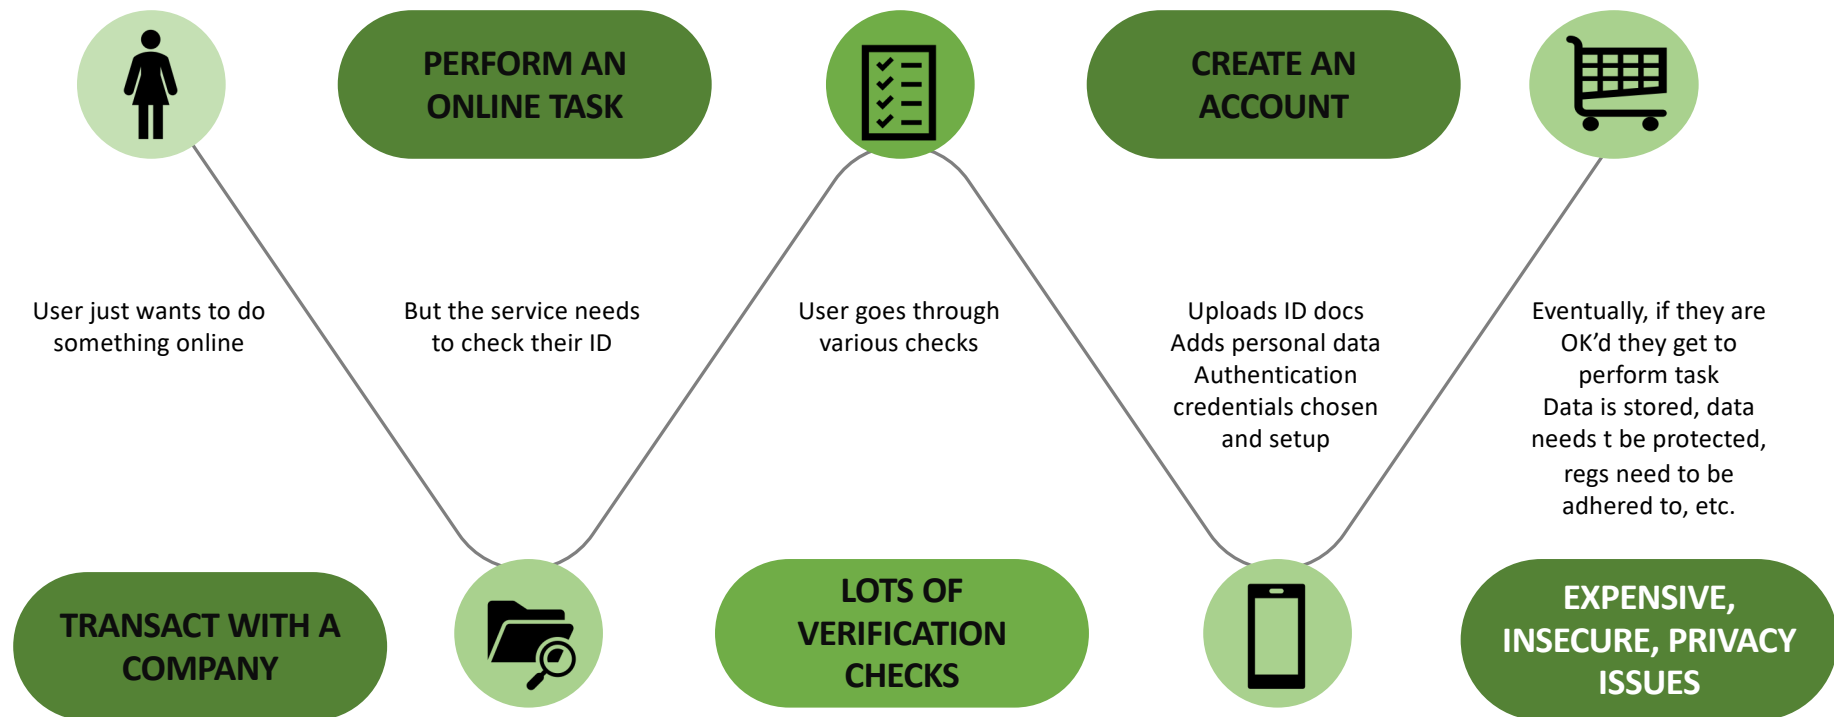 PERFORM AN
ONLINE TASK
CREATE AN
ACCOUNT
User just wants to do
something online
But the service needs
to check their ID
User goes through
various checks
Uploads ID docs
Adds personal data
Authentication
credentials chosen
and setup
Eventually, if they are
OK’d they get to
perform task
Data is stored, data
needs t be protected,
regs need to be
adhered to, etc.
TRANSACT WITH A
COMPANY
LOTS OF
VERIFICATION
CHECKS
EXPENSIVE,
INSECURE, PRIVACY
ISSUES